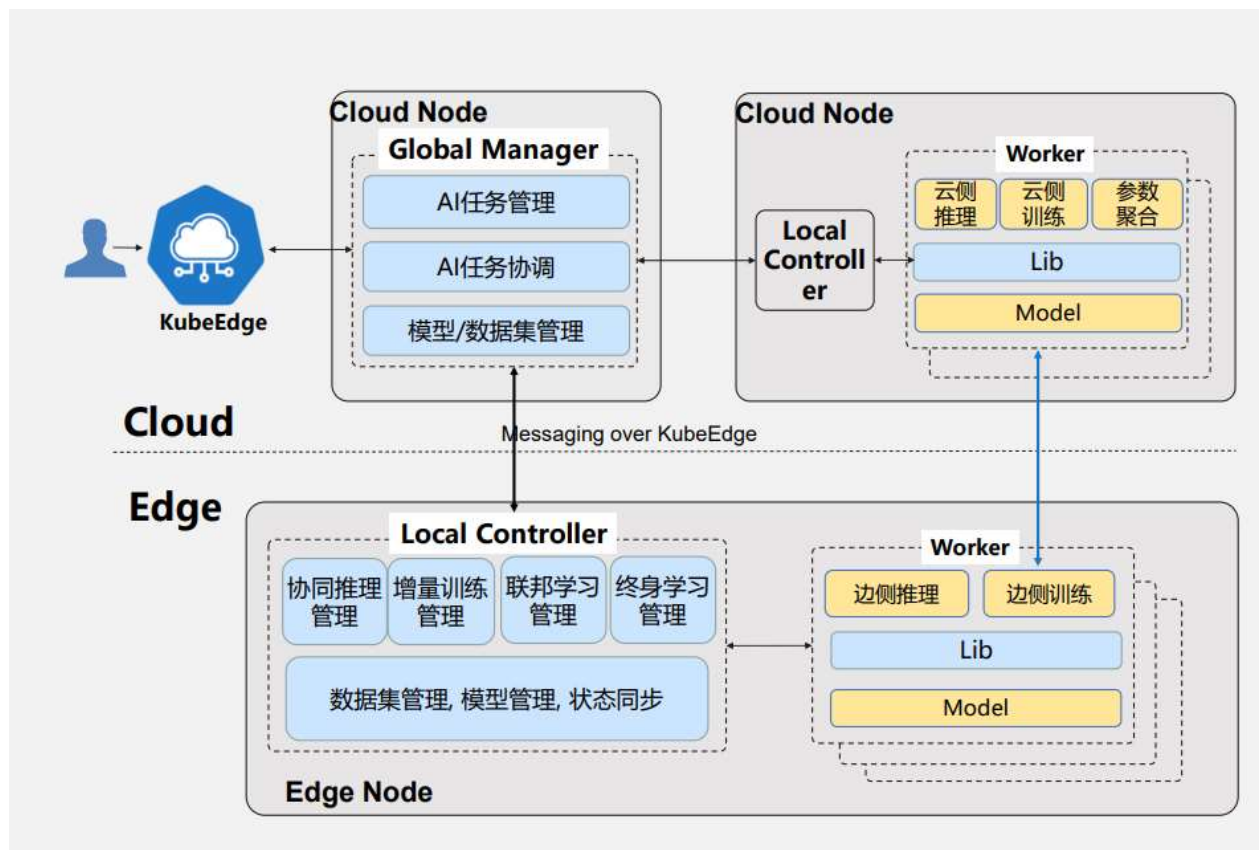 Cloud Node
Global Manager
AI任务管理
AI任务协调
模型/数据集管理
KubeEdge
Cloud Node
Worker
云侧
推理
云侧
训练
参数
聚合
Local
Controll
er
Lib
Model
Cloud
Messaging over KubeEdge
Edge
Local Controller
协同推理
管理
增量训练
管理
联邦学习
管理
终身学习
管理
数据集管理, 模型管理, 状态同步
Edge Node
Worker
边侧推理
边侧训练
Lib
Model